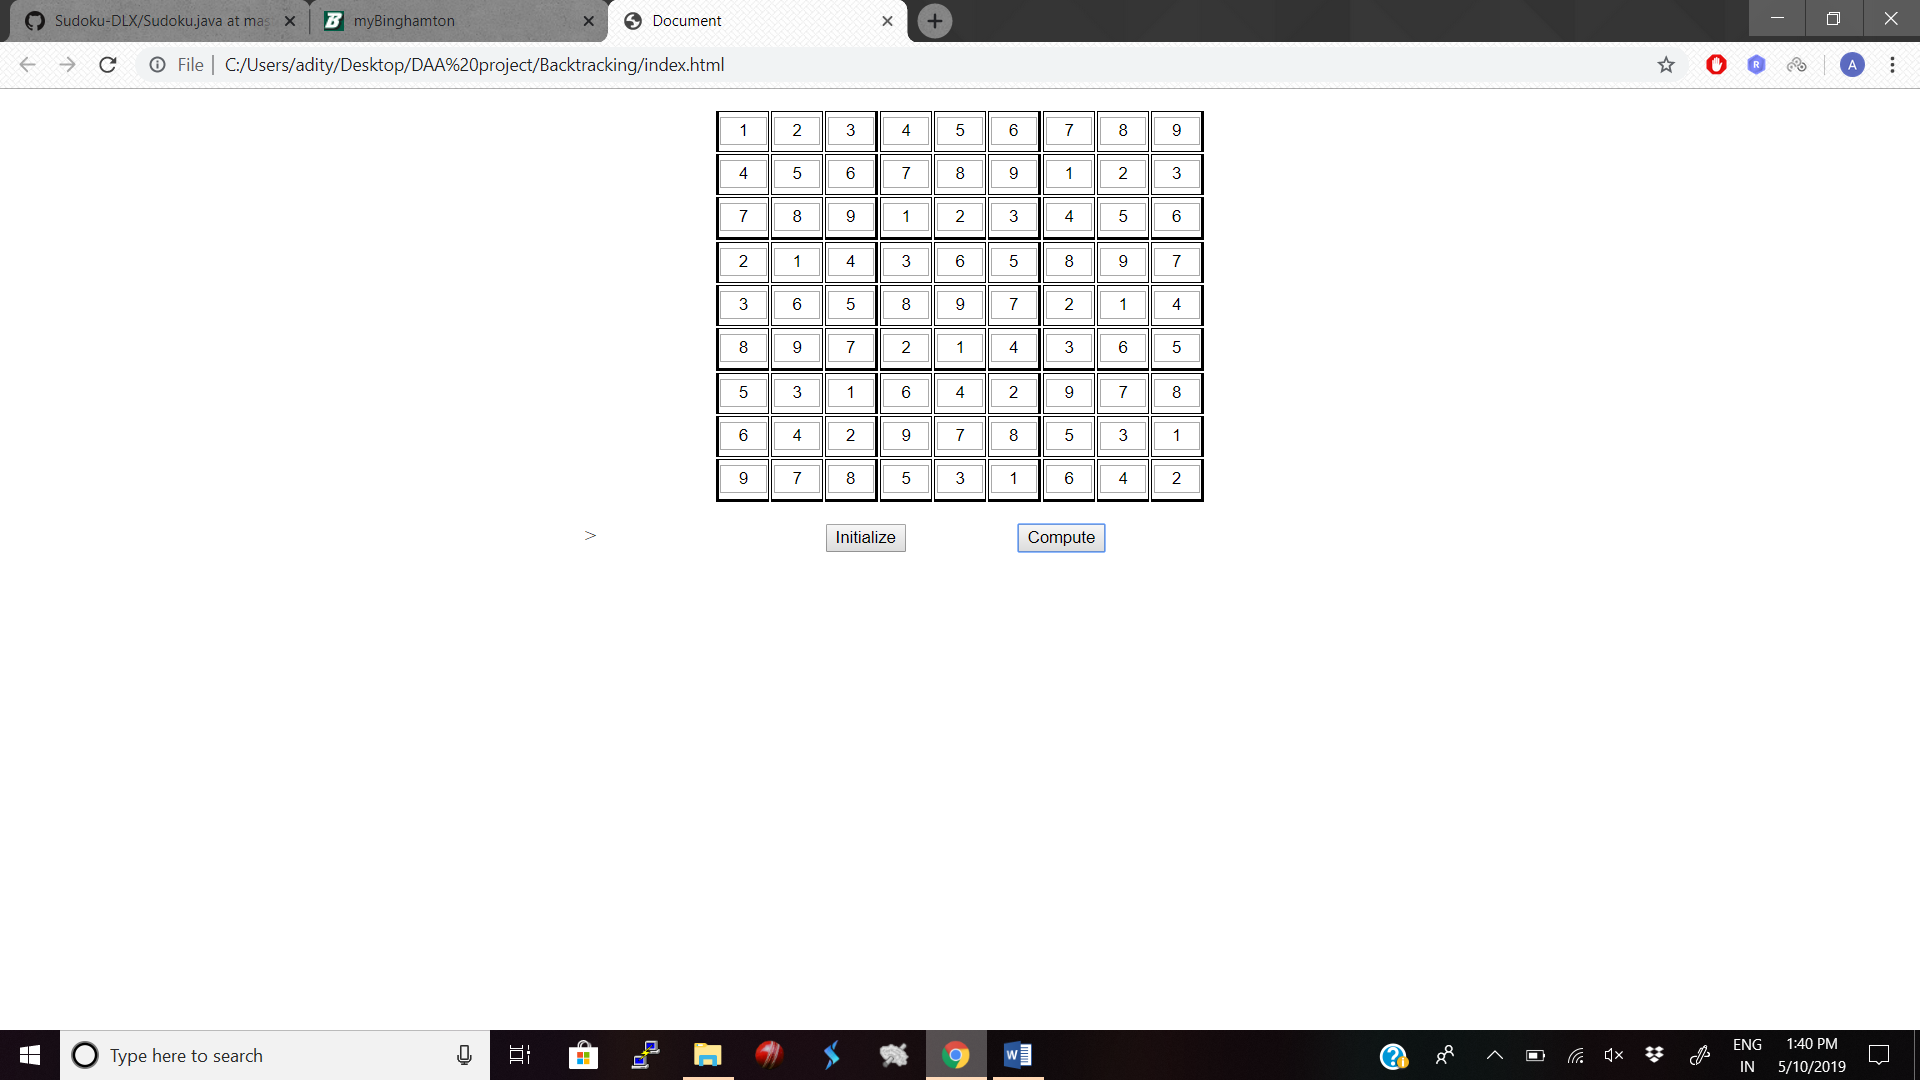 Sudoku-DLX/Sudoku.java at mas
myBinghamton
Document
File | C:/Users/adity/Desktop/DAA%20project/Backtracking/index.html
A
1 2 3 4 5 6 7 8 9
4 5 6 7 8 9 1 2 3
7 8 9 1 2 3 4 5 6
2 1 4 3 6 5 8 9 7
3 6 5 8 9 7 2 1 4
8 9 7 2 1 4 3 6 5
5 3 1 6 4 2 9 7 8
6 4 2 9 7 8 5 3 1
9 7 8 5 3 1 6 4 2
> Initialize Compute
Type here to search
ENG
IN
1:40 PM
5/10/2019